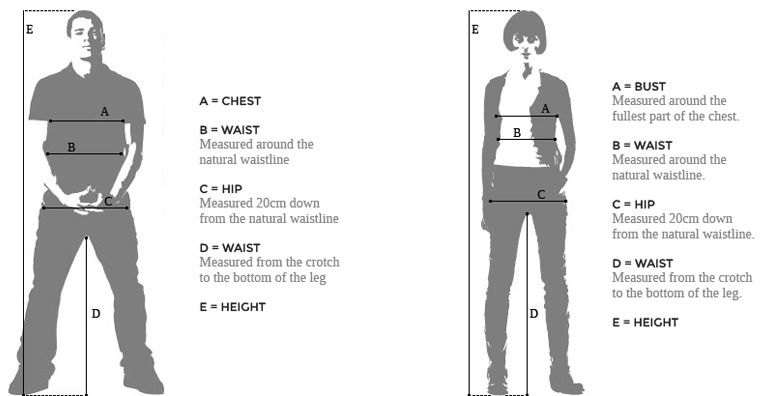 E
A
B
C
D
A = CHEST
B = WAIST
Measured around the
natural waistline
C = HIP
Measured 20cm down
from the natural waistline
D = WAIST
Measured from the crotch
to the bottom of the leg
E = HEIGHT
E
A
B
C
D
A = BUST
Measured around the
fullest part of the chest.
B = WAIST
Measured around the
natural waistline.
C = HIP
Measured 20cm down
from the natural waistline.
D = WAIST
Measured from the crotch
to the bottom of the leg.
E = HEIGHT